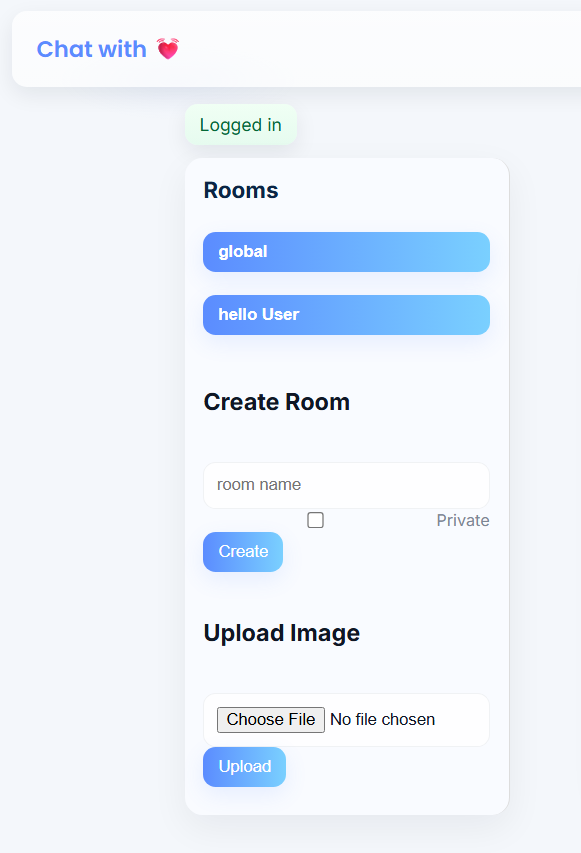 Chat with 💓
Logged in
Rooms
global
hello User
Create Room
room name
Private
Create
Upload Image
Choose File No file chosen
Upload